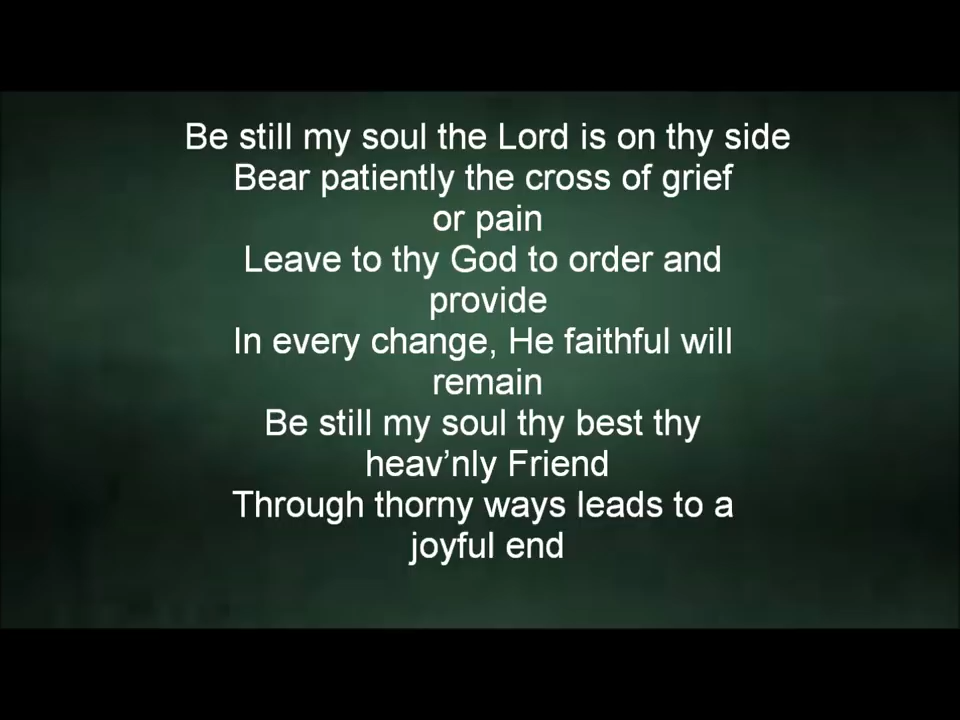 Be still my soul the Lord is on thy side
Bear patiently the cross of grief
or pain
Leave to thy God to order and
provide
In every change, He faithful will
remain
Be still my soul thy best thy
heav’nly Friend
Through thorny ways leads to a
joyful end